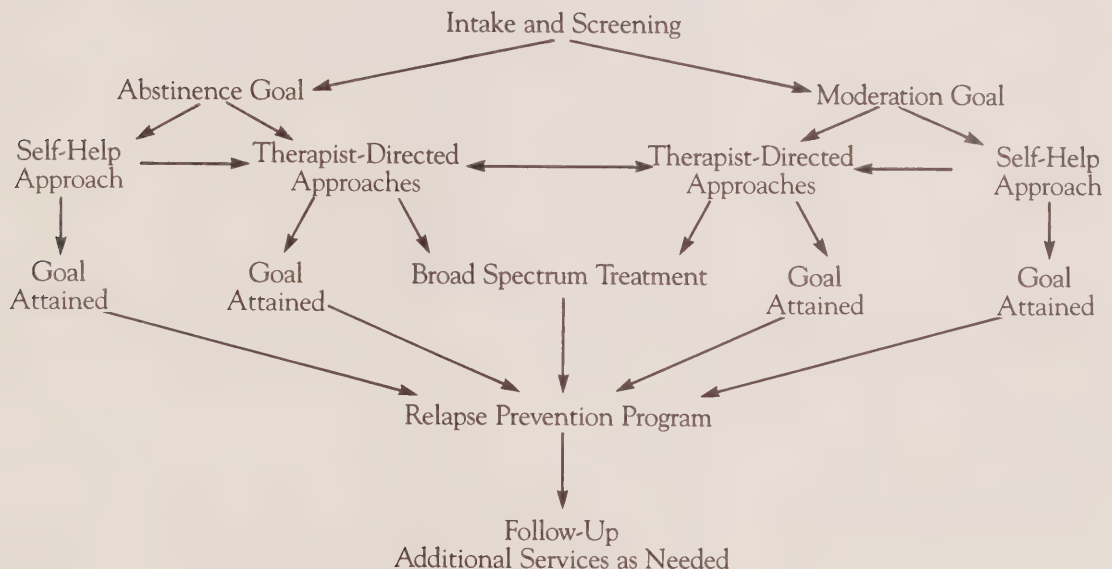 Intake and Screening
Abstinence Goal
Moderation Goal
Self-Help
Approach
Therapist-Directed
Approaches
Therapist-Directed
Approaches
Self-Help
Approach
Goal
Attained
Goal
Attained
Broad Spectrum Treatment
Goal
Attained
Goal
Attained
Relapse Prevention Program
Follow-Up
Additional Services as Needed